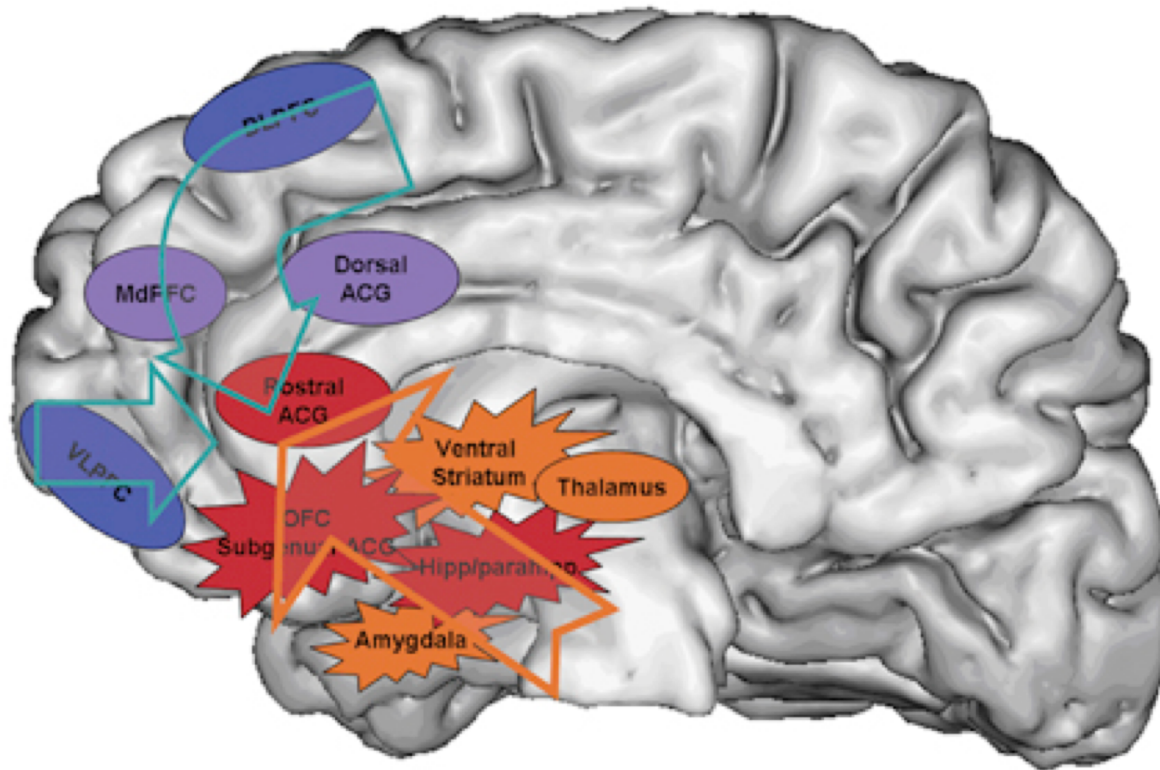 DLPFC
MdPFC
Dorsal
ACG
Rostral
ACG
VLPFC
Ventral
Striatum
Thalamus
OFC
Subgenual ACG
Hipp/parahipp
Amygdala